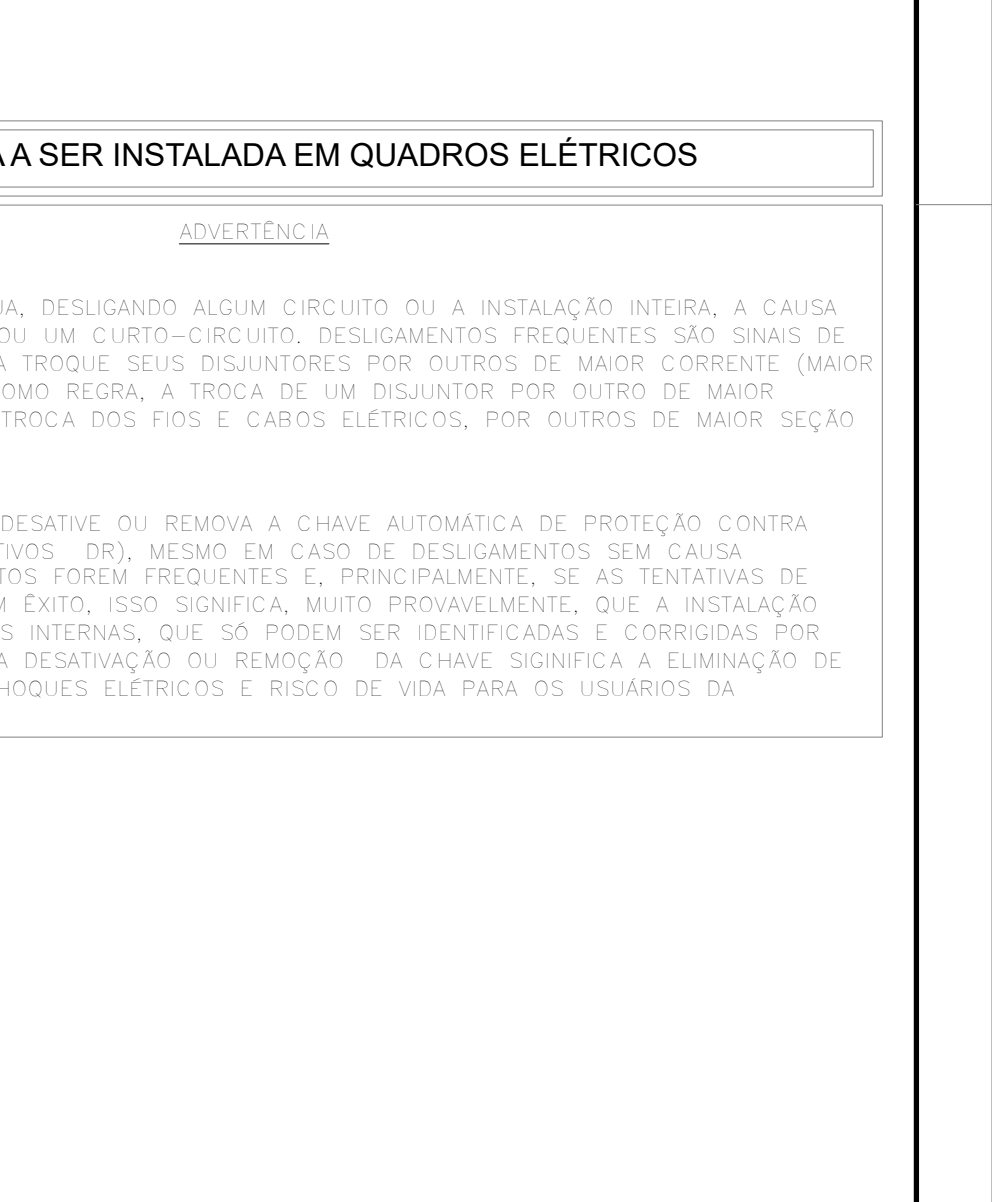 A SER INSTALADA EM QUADROS ELÉTRICOS
ADVERTÊNCIA
DESLIGANDO ALGUM CIRCUITO OU A INSTALAÇÃO INTEIRA, A CAUSA
OU UM CURTO-CIRCUITO. DESLIGAMENTOS FREQUENTES SÃO SINAIS DE
TROQUE SEUS DISJUNTORES POR OUTROS DE MAIOR CORRENTE (MAIOR
OMO REGRA, A TROCA DE UM DISJUNTOR POR OUTRO DE MAIOR
TROCA DOS FIOS E CABOS ELÉTRICOS, POR OUTROS DE MAIOR SEÇÃO
DESATIVE OU REMOVA A CHAVE AUTOMÁTICA DE PROTEÇÃO CONTRA
TIVOS DR), MESMO EM CASO DE DESLIGAMENTOS SEM CAUSA
TOS FOREM FREQUENTES E, PRINCIPALMENTE, SE AS TENTATIVAS DE
M ÊXITO, ISSO SIGNIFICA, MUITO PROVAVELMENTE, QUE A INSTALAÇÃO
S INTERNAS, QUE SÓ PODEM SER IDENTIFICADAS E CORRIGIDAS POR
A DESATIVAÇÃO OU REMOÇÃO DA CHAVE SIGINIFICA A ELIMINAÇÃO DE
HOQUES ELÉTRICOS E RISCO DE VIDA PARA OS USUÁRIOS DA